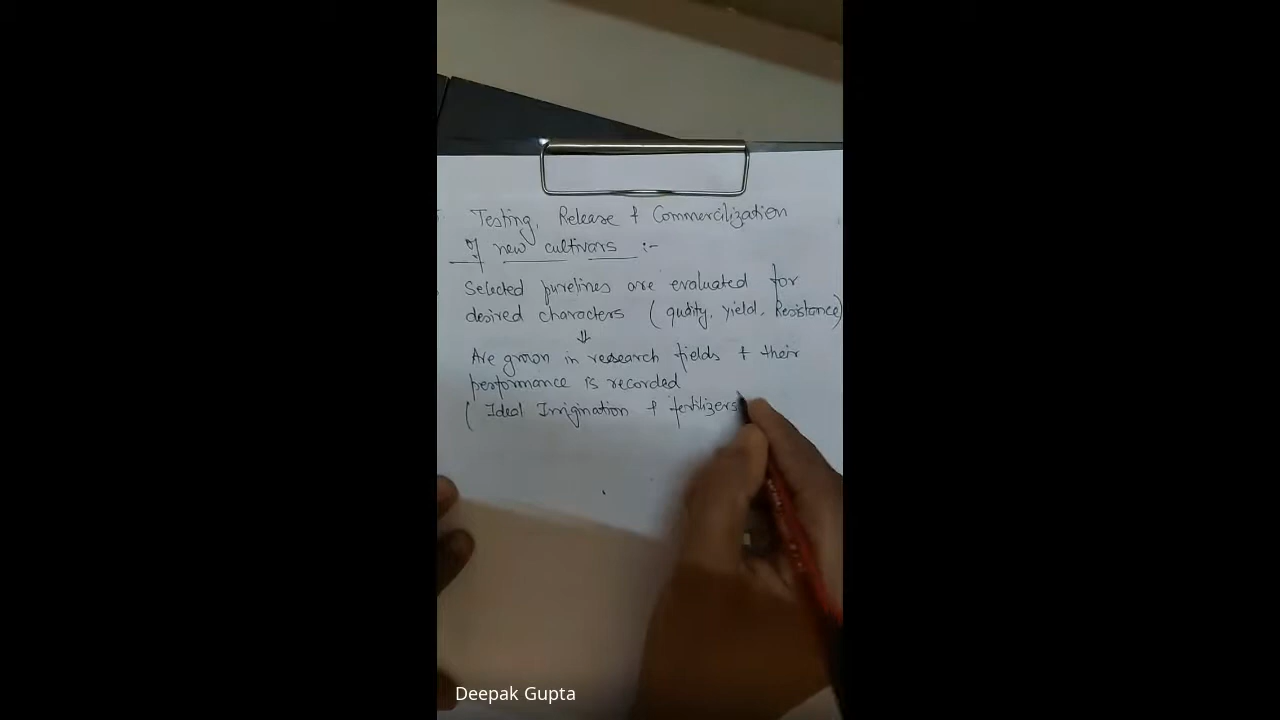 Testing, Release & Commercilization
of new cultivars :-
Selected purelines are evaluated for
desired characters ( quality, yield, Resistance)
⇓
Are grown in research fields & their
performance is recorded
( Ideal Irrigination & fertilizers
Deepak Gupta